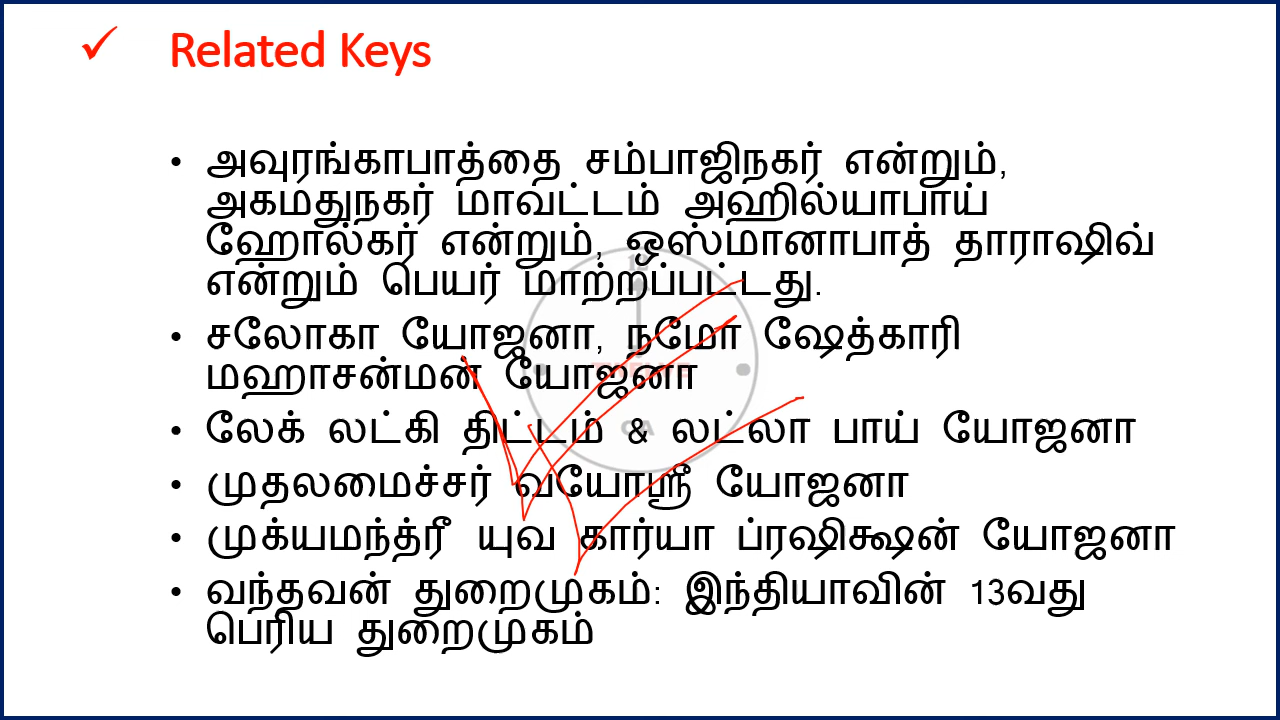 Related Keys
அவுரங்காபாத்தை சம்பாஜிநகர் என்றும்,
அகமதுநகர் மாவட்டம் அஹில்யாபாய்
ஹோல்கர் என்றும், ஒஸ்மானாபாத் தாராஷிவ்
என்றும் பெயர் மாற்றப்பட்டது.
சலோகா யோஜனா, நமோ ஷேத்காரி
மஹாசன்மன் யோஜனா
லேக் லட்கி திட்டம் & லட்லா பாய் யோஜனா
முதலமைச்சர் வயோஸ்ரீ யோஜனா
முக்யமந்த்ரீ யுவ கார்யா ப்ரஷிக்ஷன் யோஜனா
வந்தவன் துறைமுகம்: இந்தியாவின் 13வது
பெரிய துறைமுகம்